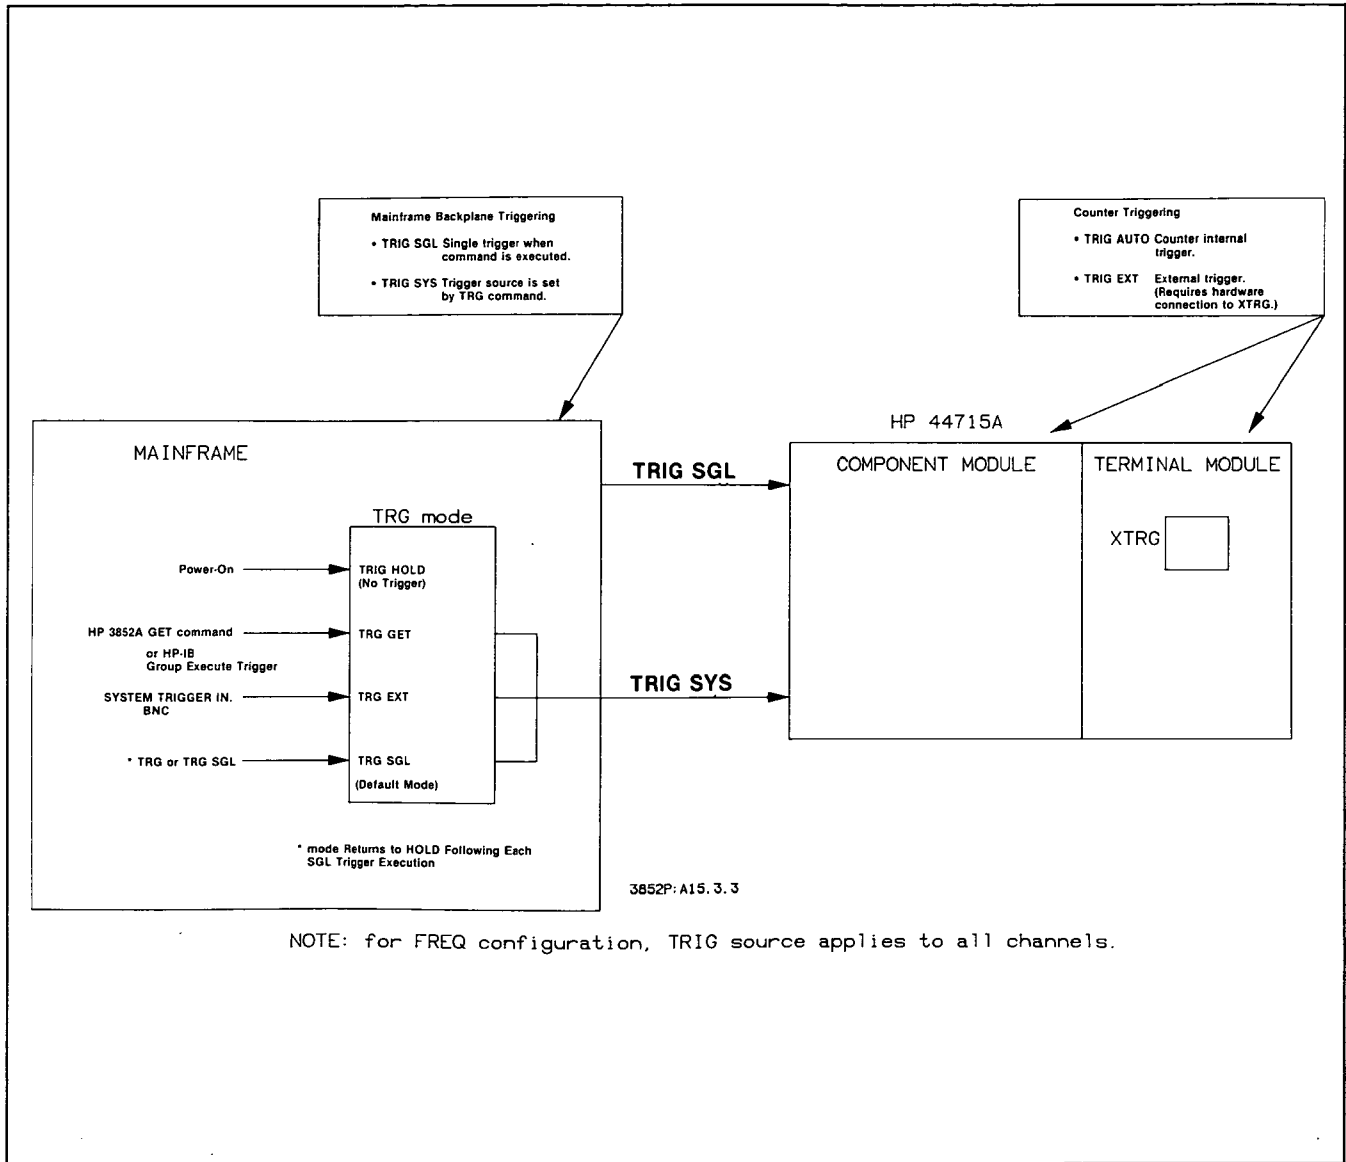 Mainframe Backplane Triggering
• TRIG SGL Single trigger when
command is executed.
• TRIG SYS Trigger source is set
by TRG command.
Counter Triggering
• TRIG AUTO Counter internal
trigger.
• TRIG EXT External trigger.
(Requires hardware
connection to XTRG.)
HP 44715A
MAINFRAME
COMPONENT MODULE
TERMINAL MODULE
TRIG SGL
TRG mode
XTRG
Power-On
TRIG HOLD
(No Trigger)
HP 3852A GET command
or HP-IB
Group Execute Trigger
TRG GET
SYSTEM TRIGGER IN.
BNC
TRG EXT
TRIG SYS
* TRG or TRG SGL
TRG SGL
(Default Mode)
* mode Returns to HOLD Following Each
SGL Trigger Execution
3852P:A15.3.3
NOTE: for FREQ configuration, TRIG source applies to all channels.